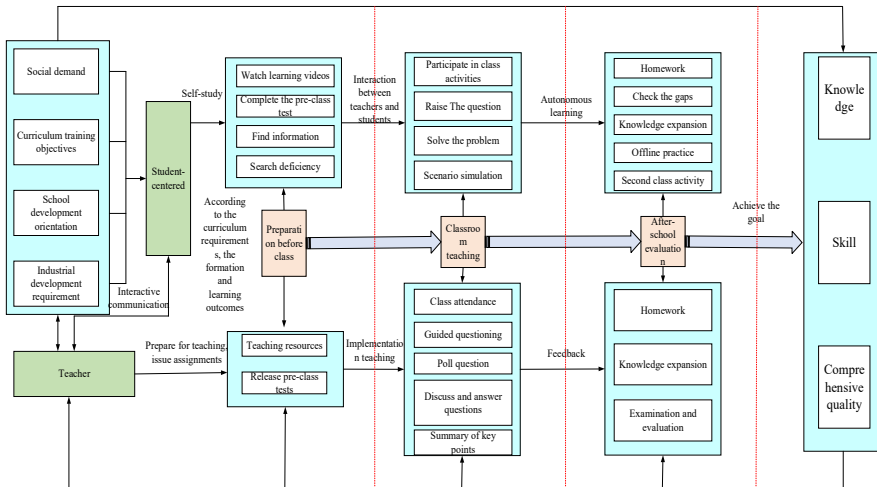 Social demand
Curriculum training
objectives
School development
orientation
Industrial development
requirement
Student-
centered
Interactive
communication
Teacher
Self-study
Watch learning videos
Complete the pre-class
test
Find information
Search deficiency
According
to the
curriculum
requirement
s, the
formation
and
learning
outcomes
Preparati
on before
class
Prepare for teaching,
issue assignments
Teaching resources
Release pre-class
tests
Interaction
between
teachers and
students
Implementatio
n teaching
Participate in class
activities
Raise The question
Solve the problem
Scenario simulation
Classroo
m
teaching
Class attendance
Guided questioning
Poll question
Discuss and answer
questions
Summary of key
points
Autonomous
learning
Feedback
Homework
Check the gaps
Knowledge expansion
Offline practice
Second class activity
After-
school
evaluatio
n
Homework
Knowledge expansion
Examination and
evaluation
Achieve the
goal
Knowle
dge
Skill
Compre
hensive
quality